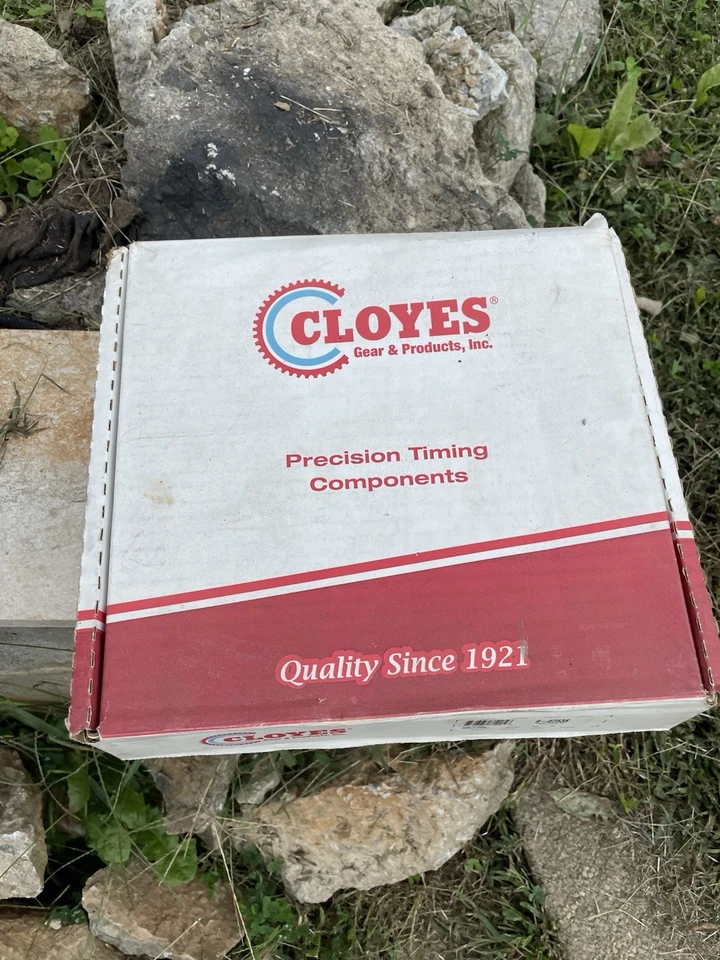 CLOYES®
Gear & Products, Inc.
Precision Timing
Components
Quality Since 1921
CLOYES